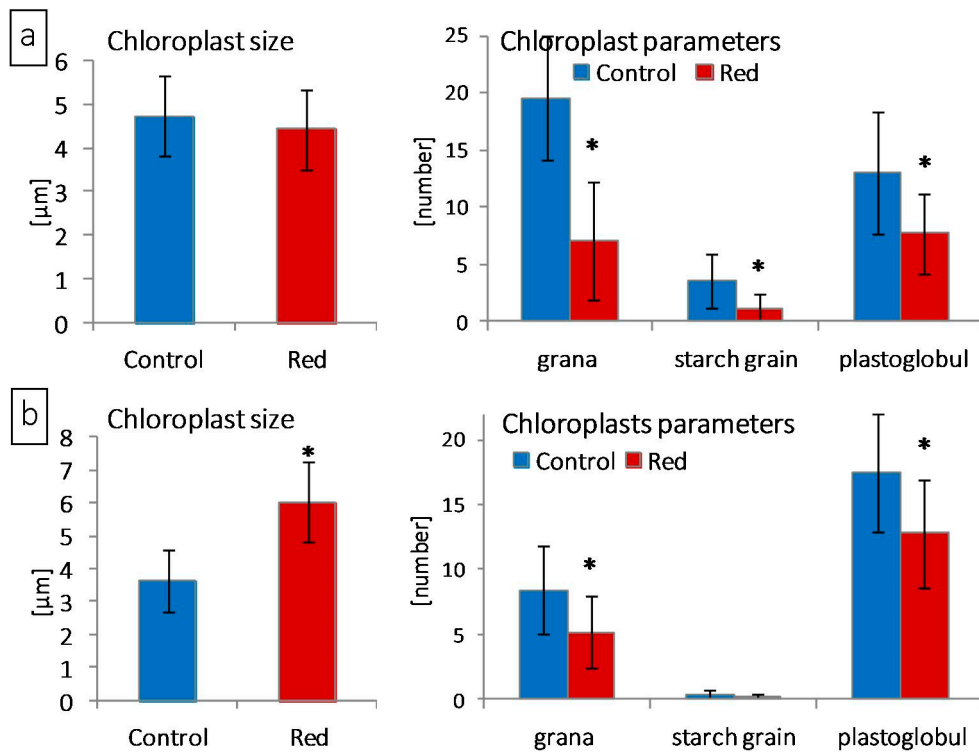 a
Chloroplast size
[µm]
6
5
4
3
2
1
0
Control Red
Chloroplast parameters
Control Red
[number]
25
20
15
10
5
0
* * *
grana starch grain plastoglobul
b
Chloroplast size
[µm]
8
7
6
5
4
3
2
1
0
*
Control Red
Chloroplasts parameters
Control Red
[number]
20
15
10
5
0
* *
grana starch grain plastoglobul